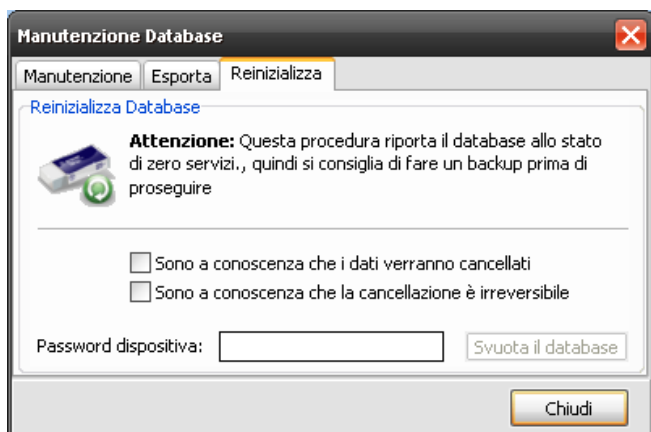 Manutenzione Database
Manutenzione Esporta Reinizializza
Reinizializza Database
Attenzione: Questa procedura riporta il database allo stato
di zero servizi., quindi si consiglia di fare un backup prima di
proseguire
Sono a conoscenza che i dati verranno cancellati
Sono a conoscenza che la cancellazione è irreversibile
Password dispositiva: Svuota il database
Chiudi